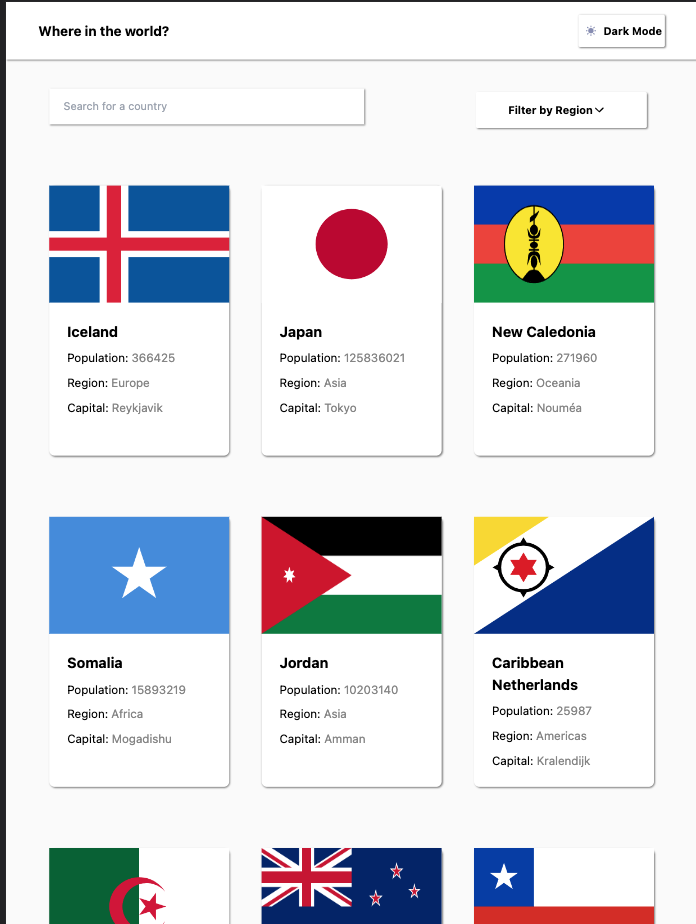 Where in the world?
Dark Mode
Search for a country
Filter by Region
Iceland
Population: 366425
Region: Europe
Capital: Reykjavik
Japan
Population: 125836021
Region: Asia
Capital: Tokyo
New Caledonia
Population: 271960
Region: Oceania
Capital: Nouméa
Somalia
Population: 15893219
Region: Africa
Capital: Mogadishu
Jordan
Population: 10203140
Region: Asia
Capital: Amman
Caribbean
Netherlands
Population: 25987
Region: Americas
Capital: Kralendijk